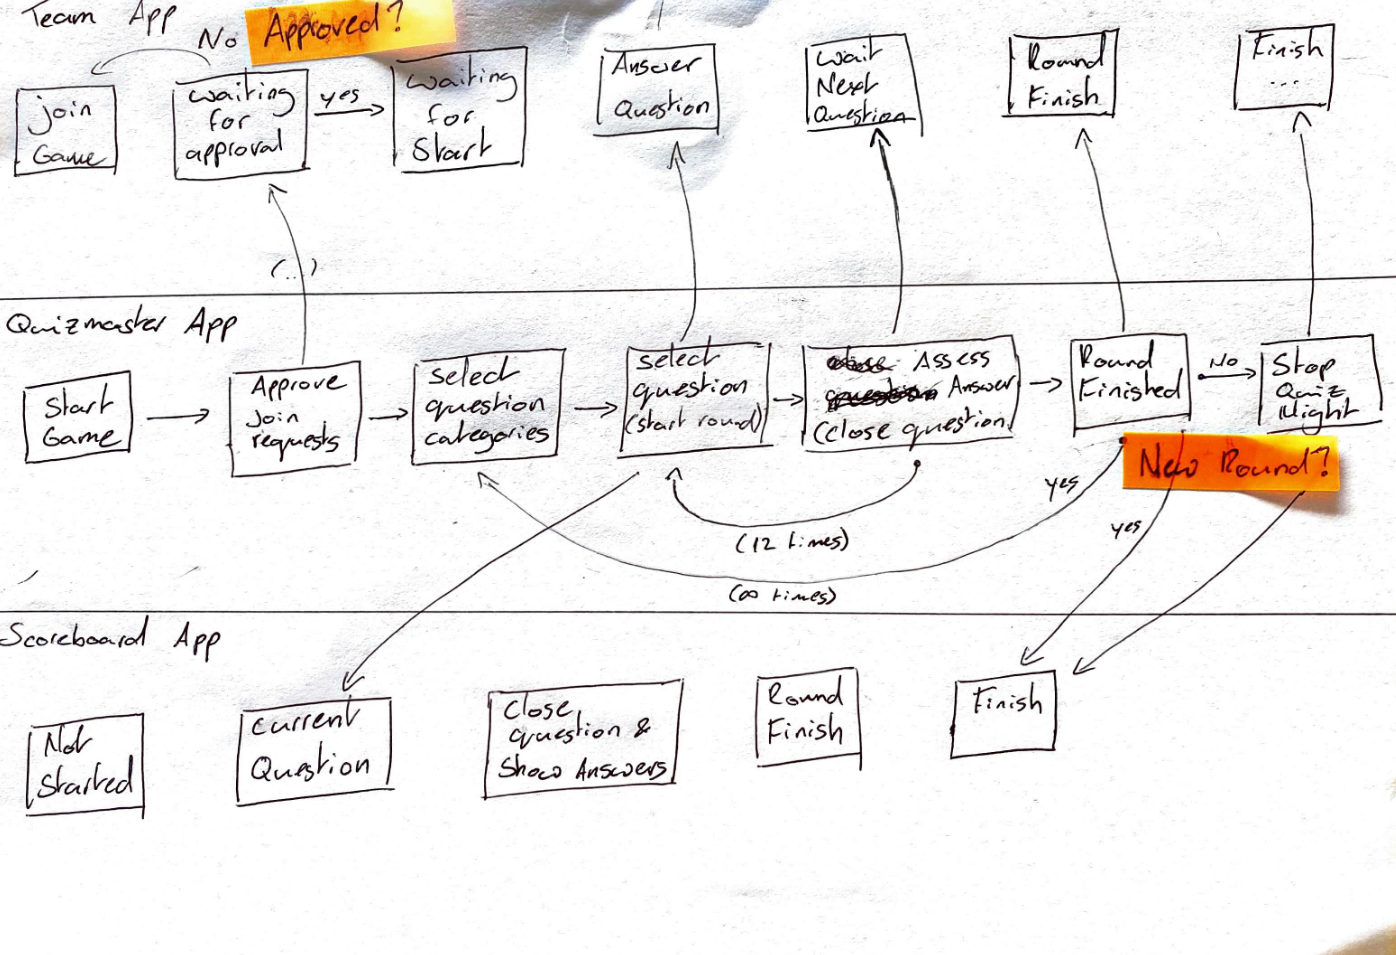 Team App
No
Approved?
join
Game
waiting
for
approval
yes
waiting
for
Start
Answer
Question
wait
Next
Question
Round
Finish
Finish
....
(...)
Quizmaster App
Start
Game
Approve
join
requests
select
question
categories
select
question
(start round)
close Assess
question Answer
(close question)
Round
Finished
No
Stop
Quiz
Night
New Round?
yes
yes
(12 times)
(∞ times)
Scoreboard App
Not
Started
current
Question
close
question &
Show Answers
Round
Finish
Finish